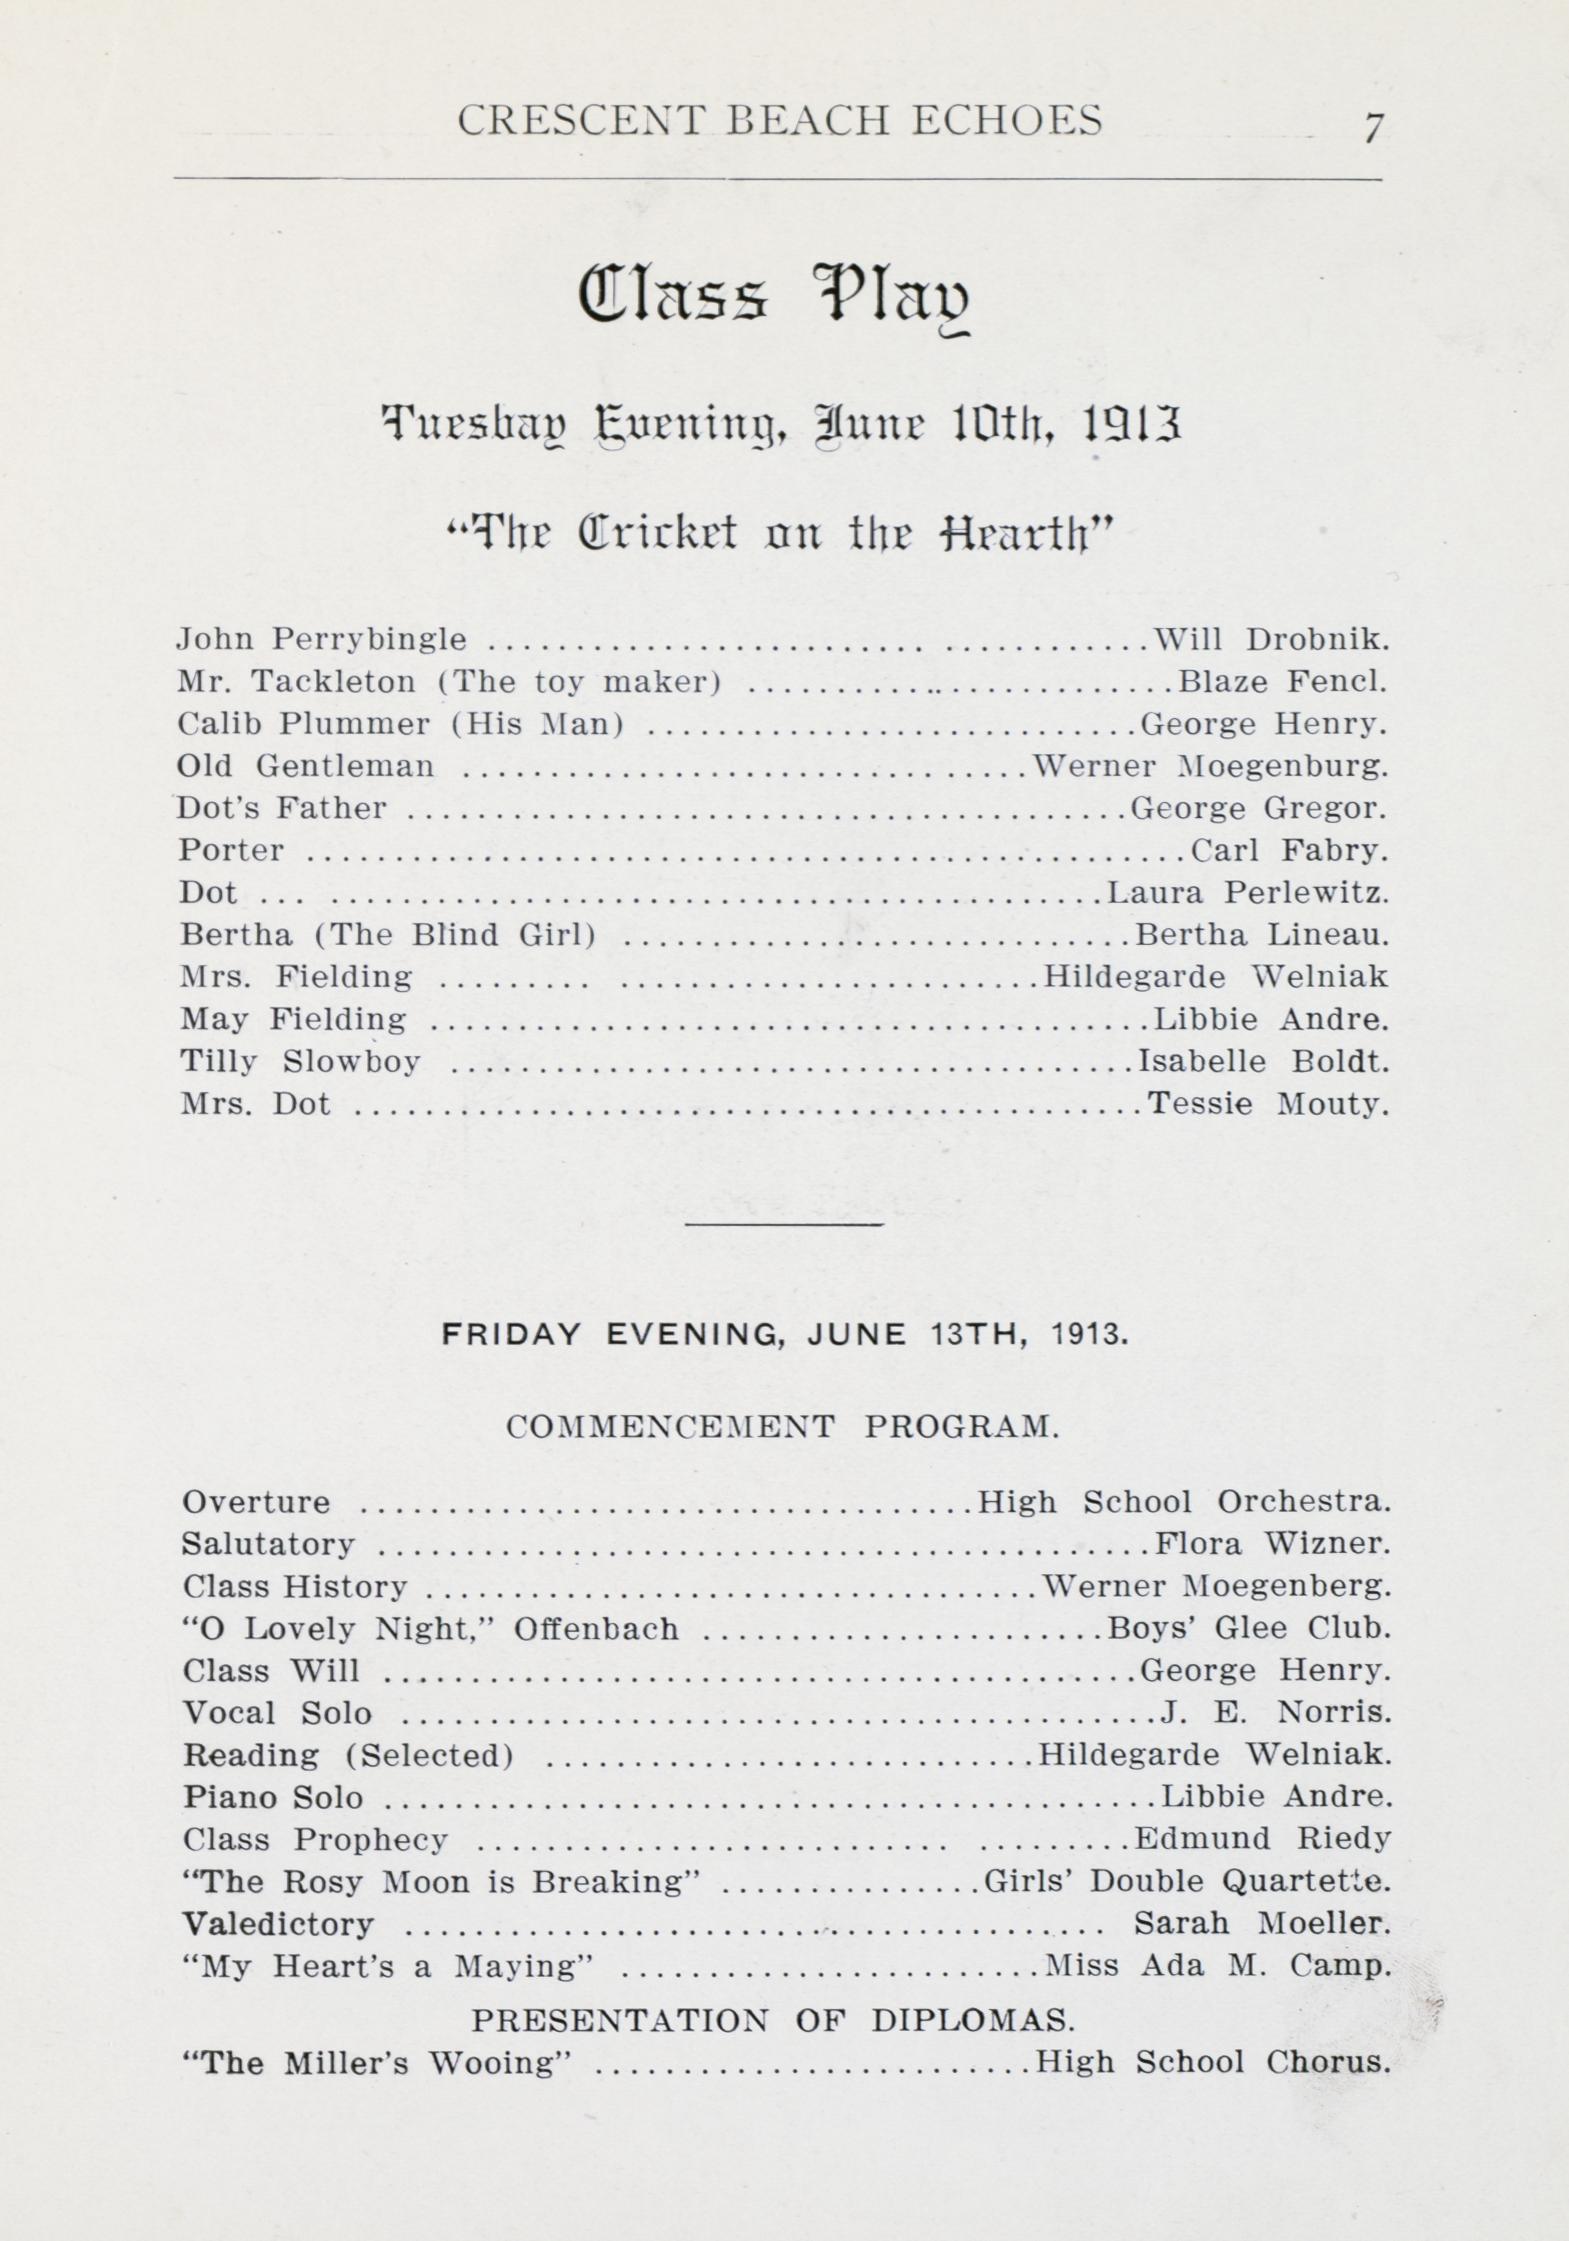 CRESCENT BEACH ECHOES 7
Class Play
Tuesday Evening, June 10th, 1913
“The Cricket on the Hearth”
John Perrybingle ........................ ............Will Drobnik.
Mr. Tackleton (The toy maker) .........................Blaze Fencl.
Calib Plummer (His Man) ............................George Henry.
Old Gentleman ................................Werner Moegenburg.
Dot's Father .........................................George Gregor.
Porter ..................................................Carl Fabry.
Dot ... ............................................Laura Perlewitz.
Bertha (The Blind Girl) .............................Bertha Lineau.
Mrs. Fielding ......... ........................Hildegarde Welniak
May Fielding .........................................Libbie Andre.
Tilly Slowboy .......................................Isabelle Boldt.
Mrs. Dot .............................................Tessie Mouty.
FRIDAY EVENING, JUNE 13TH, 1913.
COMMENCEMENT PROGRAM.
Overture ...................................High School Orchestra.
Salutatory ............................................Flora Wizner.
Class History ...................................Werner Moegenberg.
“O Lovely Night,” Offenbach .......................Boys' Glee Club.
Class Will ...........................................George Henry.
Vocal Solo ...........................................J. E. Norris.
Reading (Selected) ............................Hildegarde Welniak.
Piano Solo ............................................Libbie Andre.
Class Prophecy ........................... .........Edmund Riedy
“The Rosy Moon is Breaking” ...............Girls' Double Quartette.
Valedictory ........................................ Sarah Moeller.
“My Heart's a Maying” ........................Miss Ada M. Camp.
PRESENTATION OF DIPLOMAS.
“The Miller's Wooing” .........................High School Chorus.